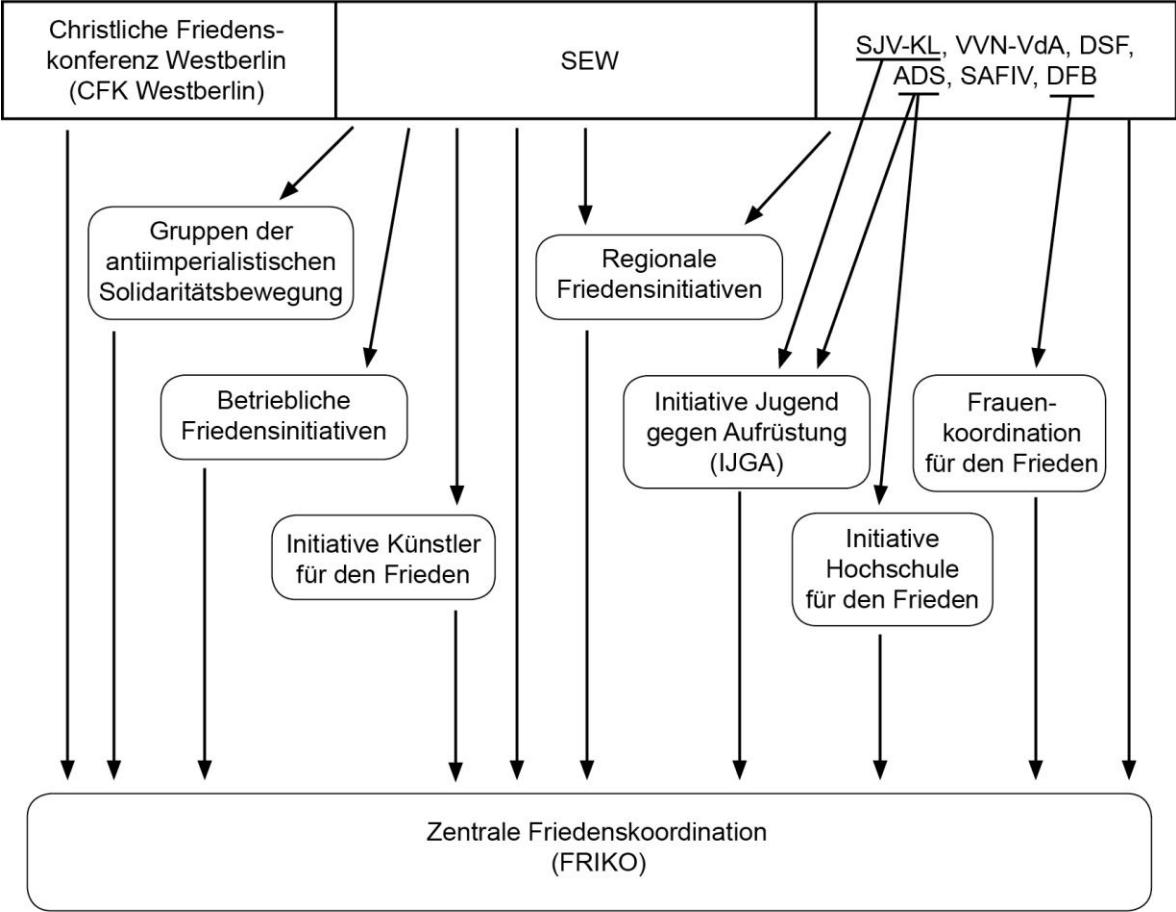 Christliche Friedens-
konferenz Westberlin
(CFK Westberlin)
SEW
SJV-KL, VVN-VdA, DSF,
ADS, SAFIV, DFB
Gruppen der
antiimperialistischen
Solidaritätsbewegung
Regionale
Friedensinitiativen
Betriebliche
Friedensinitiativen
Initiative Jugend
gegen Aufrüstung
(IJGA)
Frauen-
koordination
für den Frieden
Initiative Künstler
für den Frieden
Initiative
Hochschule
für den Frieden
Zentrale Friedenskoordination
(FRIKO)